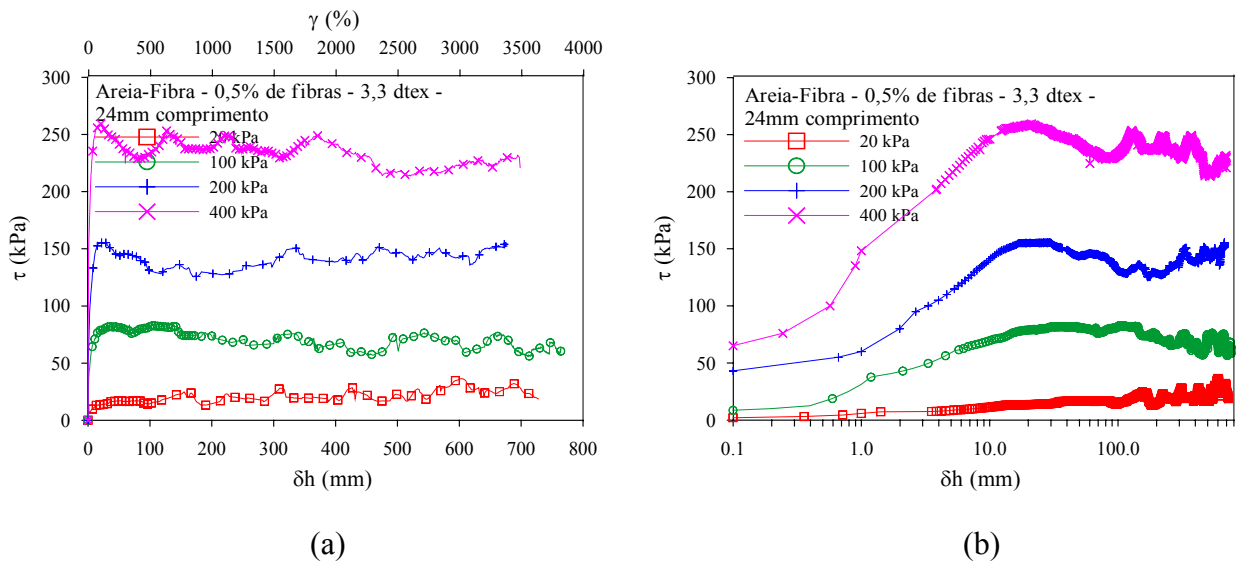 γ (%)
0 500 1000 1500 2000 2500 3000 3500 4000
300
250
200
150
100
50
0
τ (kPa)
Areia-Fibra - 0,5% de fibras - 3,3 dtex -
24mm comprimento
20 kPa
100 kPa
200 kPa
400 kPa
0 100 200 300 400 500 600 700 800
δh (mm)
(a)
300
250
200
150
100
50
0
τ (kPa)
Areia-Fibra - 0,5% de fibras - 3,3 dtex -
24mm comprimento
20 kPa
100 kPa
200 kPa
400 kPa
0.1 1.0 10.0 100.0
δh (mm)
(b)